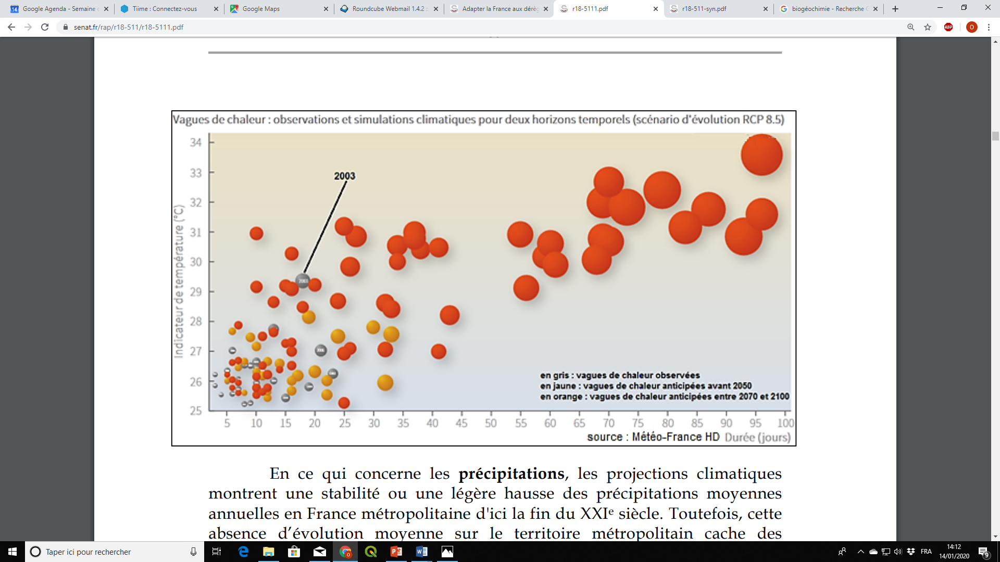 Google Agenda - Semaine
Tiime : Connectez-vous
Google Maps
Roundcube Webmail 1.4.2
Adapter la France aux dérè
r18-5111.pdf
r18-511-syn.pdf
biogéochimie - Recherche
senat.fr/rap/r18-511/r18-5111.pdf
ABP
O
Vagues de chaleur : observations et simulations climatiques pour deux horizons temporels (scénario d'évolution RCP 8.5)
Indicateur de température (°C)
34
33
32
31
30
29
28
27
26
25
2003
2003
en gris : vagues de chaleur observées
en jaune : vagues de chaleur anticipées avant 2050
en orange : vagues de chaleur anticipées entre 2070 et 2100
5 10 15 20 25 30 35 40 45 50 55 60 65 70 75 80 85 90 95 100
source : Météo-France HD Durée (jours)
En ce qui concerne les précipitations, les projections climatiques
montrent une stabilité ou une légère hausse des précipitations moyennes
annuelles en France métropolitaine d'ici la fin du XXIe siècle. Toutefois, cette
absence d'évolution moyenne sur le territoire métropolitain cache des
Taper ici pour rechercher
FRA
14:12
14/01/2020
9